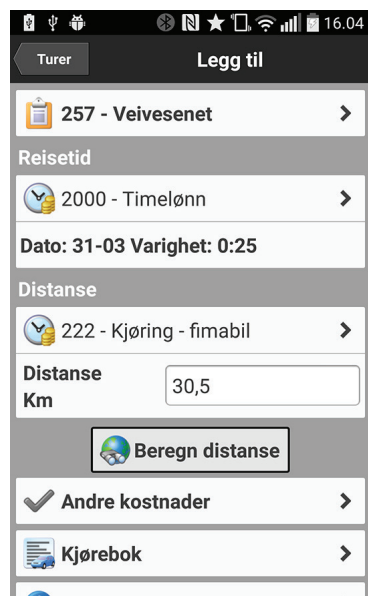 16.04
Turer
Legg til
257 - Veivesenet
Reisetid
2000 - Timelønn
Dato: 31-03 Varighet: 0:25
Distanse
222 - Kjøring - fimabil
Distanse
Km
30,5
Beregn distanse
Andre kostnader
Kjørebok